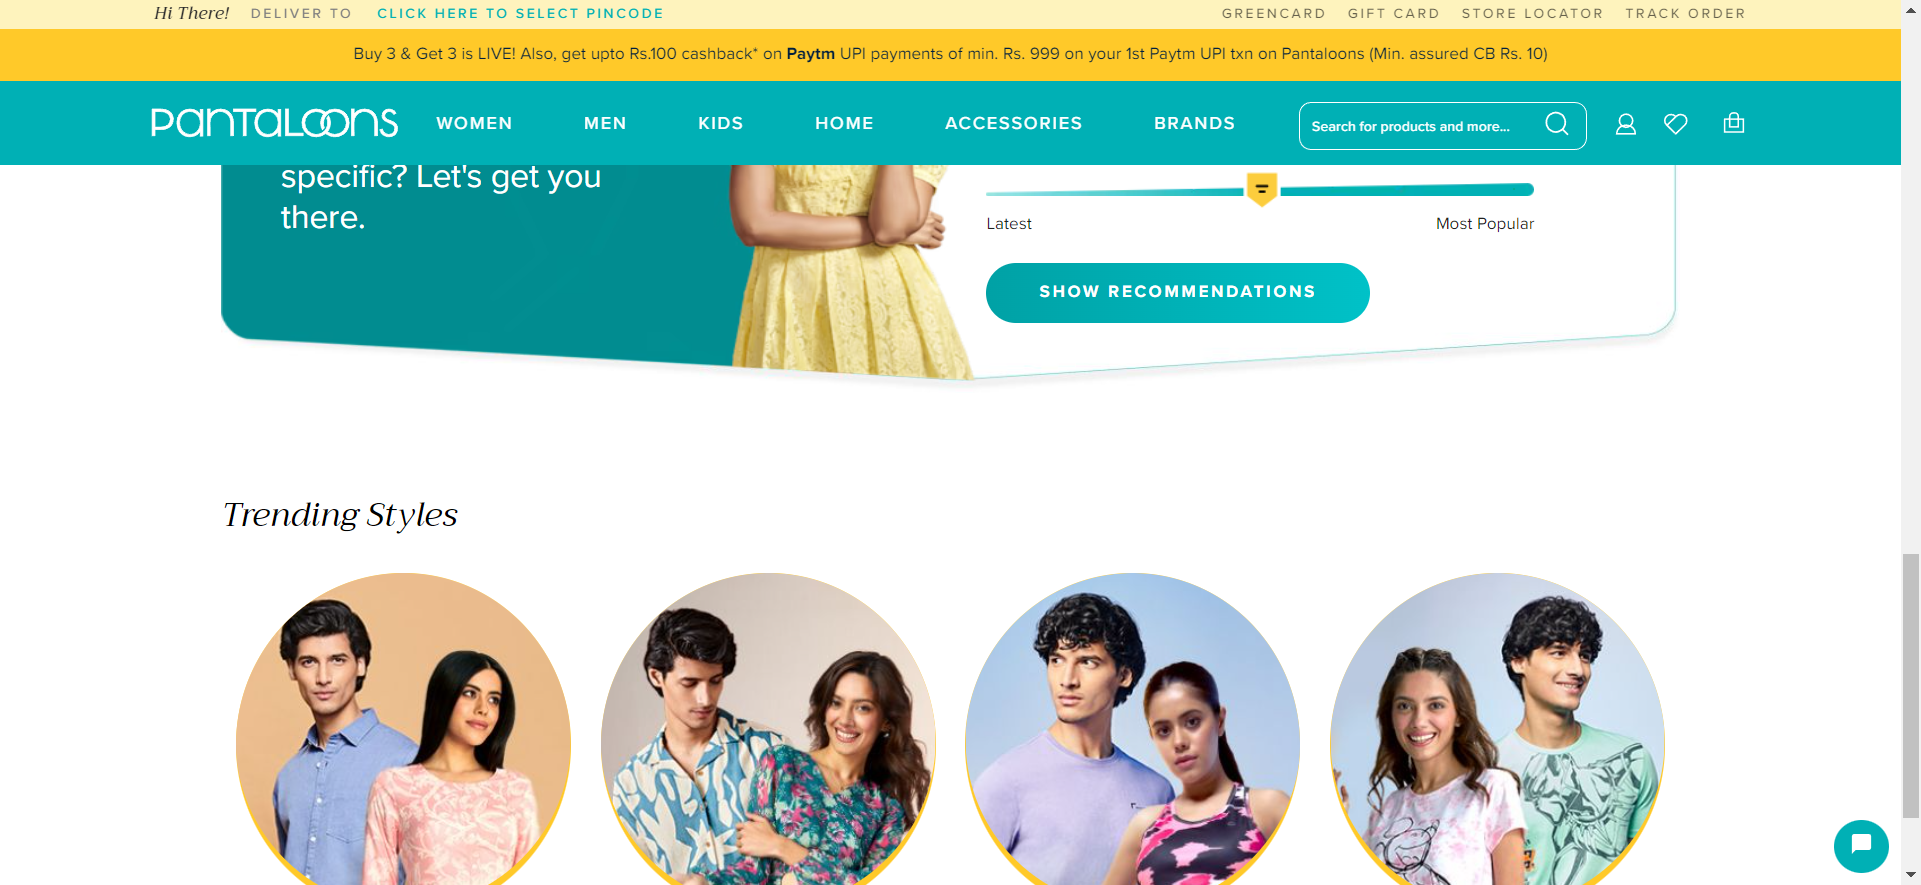 Hi There! DELIVER TO CLICK HERE TO SELECT PINCODE GREENCARD GIFT CARD STORE LOCATOR TRACK ORDER
Buy 3 & Get 3 is LIVE! Also, get upto Rs.100 cashback* on Paytm UPI payments of min. Rs. 999 on your 1st Paytm UPI txn on Pantaloons (Min. assured CB Rs. 10)
PANTALOONS WOMEN MEN KIDS HOME ACCESSORIES BRANDS Search for products and more...
specific? Let's get you
there.
Latest Most Popular
SHOW RECOMMENDATIONS
Trending Styles